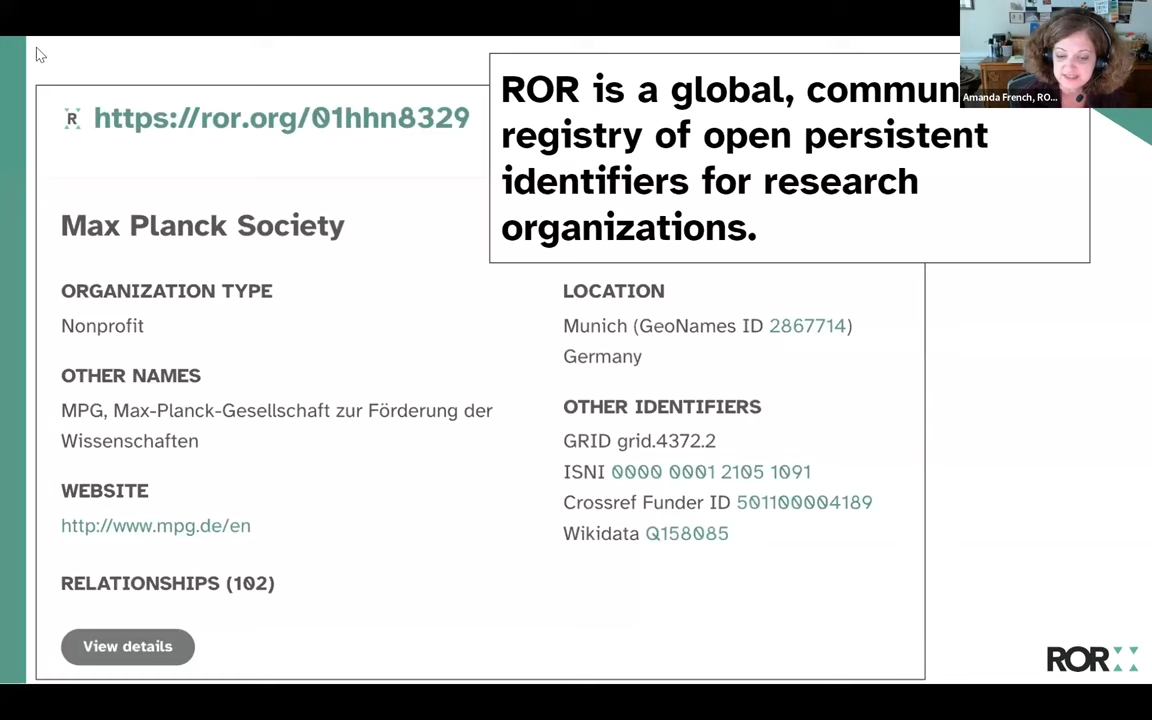 https://ror.org/01hhn8329
ROR is a global,
registry of open persistent
identifiers for research
organizations.
Amanda French, RO...
Max Planck Society
ORGANIZATION TYPE
Nonprofit
OTHER NAMES
MPG, Max-Planck-Gesellschaft zur Förderung der
Wissenschaften
WEBSITE
http://www.mpg.de/en
RELATIONSHIPS (102)
View details
LOCATION
Munich (GeoNames ID 2867714)
Germany
OTHER IDENTIFIERS
GRID grid.4372.2
ISNI 0000 0001 2105 1091
Crossref Funder ID 501100004189
Wikidata Q158085
ROR